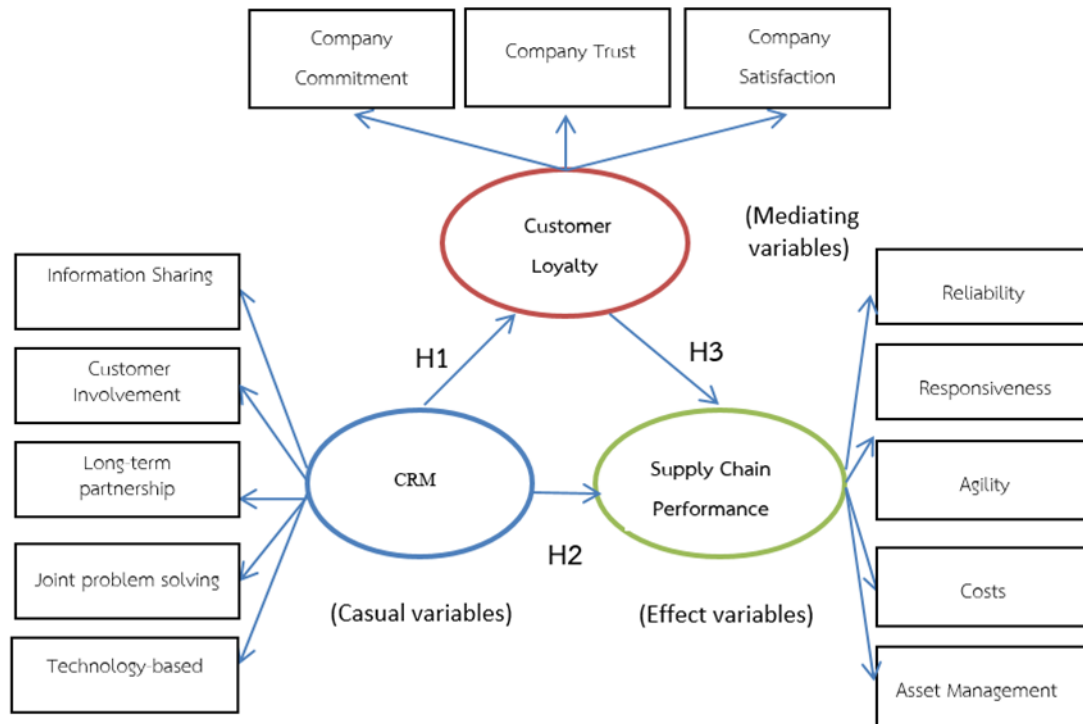 Company
Commitment
Company Trust
Company
Satisfaction
Customer
Loyalty
(Mediating
variables)
Information Sharing
Customer
Involvement
Long-term
partnership
Joint problem solving
Technology-based
H1
H3
CRM
Supply Chain
Performance
H2
(Casual variables)
(Effect variables)
Reliability
Responsiveness
Agility
Costs
Asset Management